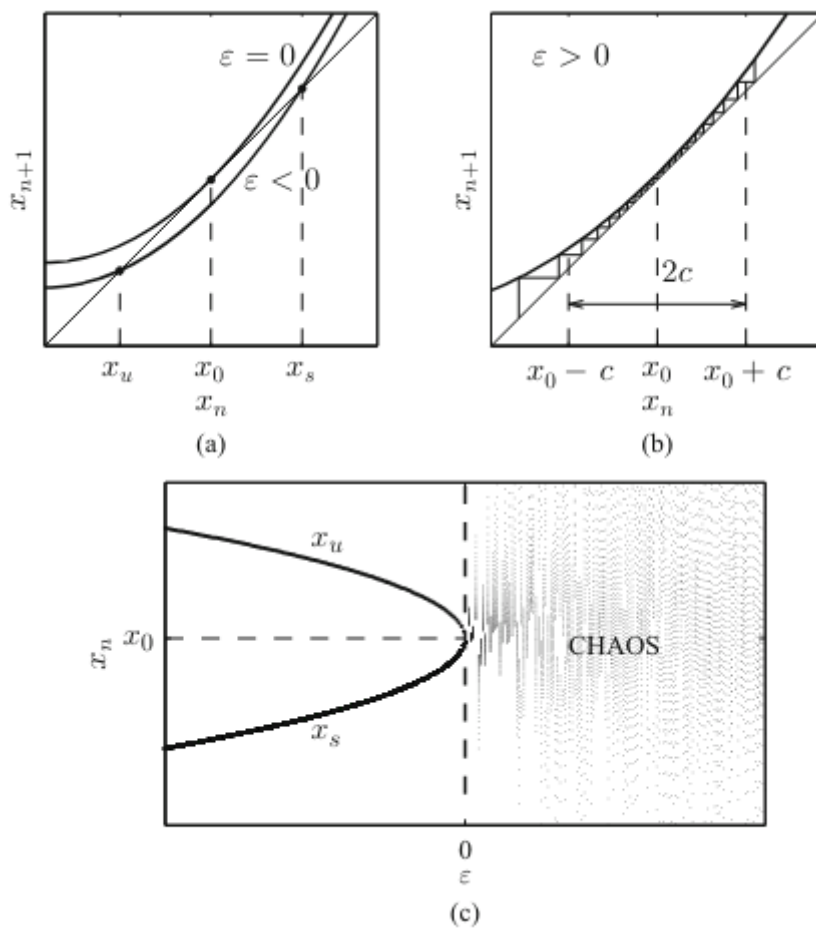 ε = 0
ε < 0
x_{n+1}
x_u x_0 x_s
x_n
(a)
ε > 0
x_{n+1}
2c
x_0 − c x_0 x_0 + c
x_n
(b)
x_u
x_n x_0
CHAOS
x_s
0
ε
(c)